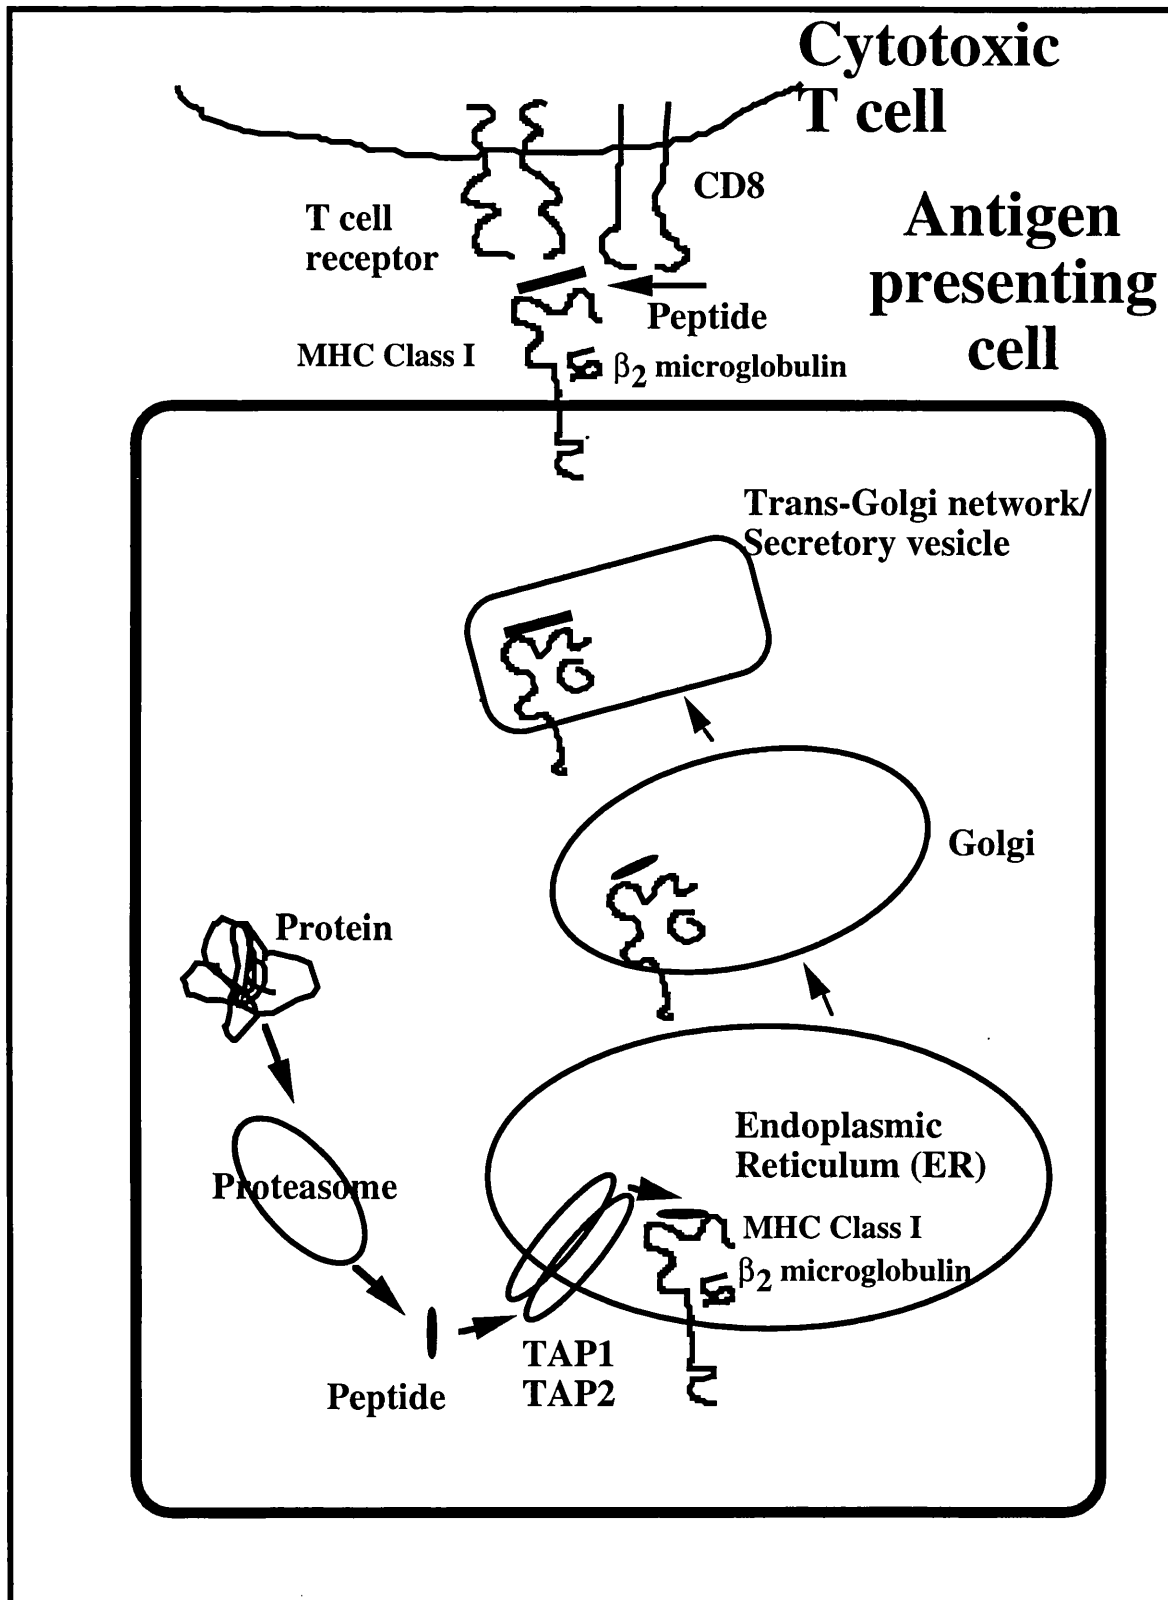 Cytotoxic
T cell
CD8
T cell
receptor
Antigen
presenting
cell
Peptide
MHC Class I
β₂ microglobulin
Trans-Golgi network/
Secretory vesicle
Golgi
Protein
Endoplasmic
Reticulum (ER)
Proteasome
MHC Class I
β₂ microglobulin
TAP1
TAP2
Peptide